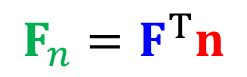 𝐅ₙ = 𝐅ᵀ𝐧